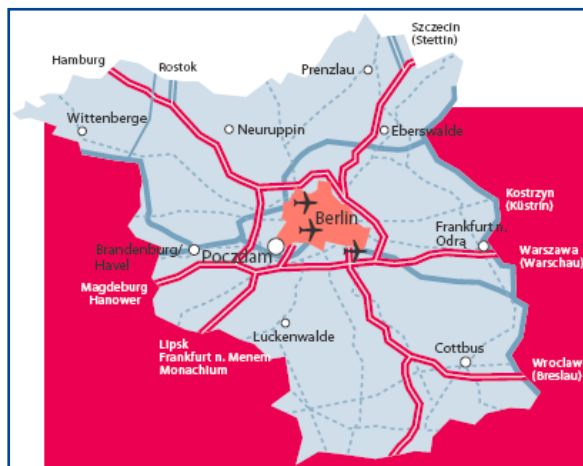 Szczecin
(Stettin)
Hamburg
Rostok
Prenzlau
Wittenberge
Neuruppin
Eberswalde
Kostrzyn
(Küstrin)
Berlin
Frankfurt n.
Odrą
Brandenburg/
Havel
Poczdam
Warszawa
(Warschau)
Magdeburg
Hanower
Lipsk
Frankfurt n. Menem
Monachium
Lückenwalde
Cottbus
Wrocław
(Breslau)